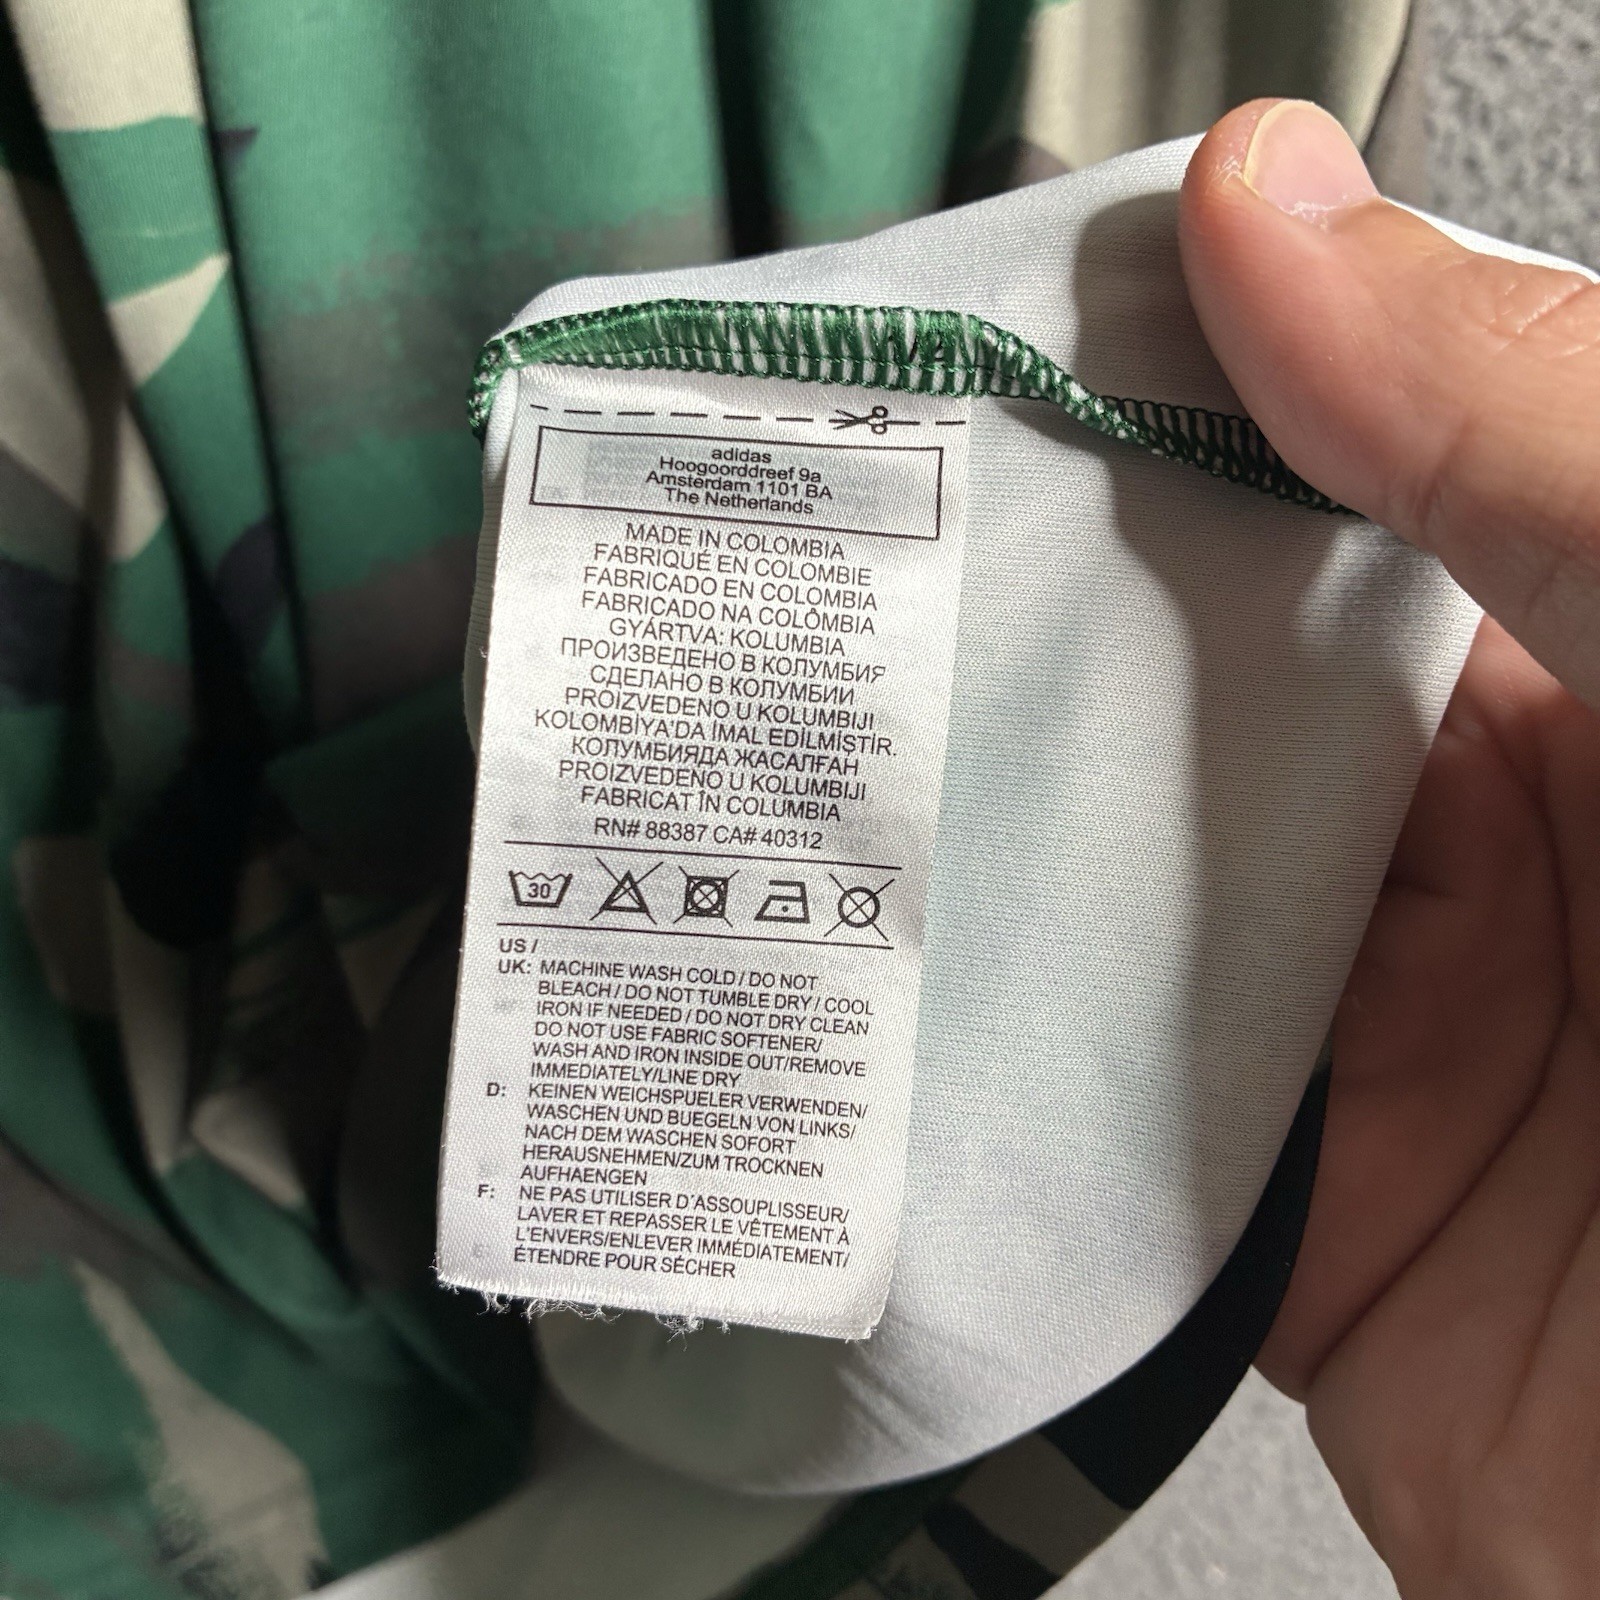 adidas
Hoogoorddreef 9a
Amsterdam 1101 BA
The Netherlands
MADE IN COLOMBIA
FABRIQUÉ EN COLOMBIE
FABRICADO EN COLOMBIA
FABRICADO NA COLÔMBIA
GYÁRTVA: KOLUMBIA
ПРОИЗВЕДЕНО В КОЛУМБИЯ
СДЕЛАНО В КОЛУМБИИ
PROIZVEDENO U KOLUMBIJI
KOLOMBİYA'DA İMAL EDİLMİŞTİR.
КОЛУМБИЯДА ЖАСАЛҒАН
PROIZVEDENO U KOLUMBIJI
FABRICAT ÎN COLUMBIA
RN# 88387 CA# 40312
30
US /
UK: MACHINE WASH COLD / DO NOT
BLEACH / DO NOT TUMBLE DRY / COOL
IRON IF NEEDED / DO NOT DRY CLEAN
DO NOT USE FABRIC SOFTENER/
WASH AND IRON INSIDE OUT/REMOVE
IMMEDIATELY/LINE DRY
D: KEINEN WEICHSPUELER VERWENDEN/
WASCHEN UND BUEGELN VON LINKS/
NACH DEM WASCHEN SOFORT
HERAUSNEHMEN/ZUM TROCKNEN
AUFHAENGEN
F: NE PAS UTILISER D'ASSOUPLISSEUR/
LAVER ET REPASSER LE VÊTEMENT À
L'ENVERS/ENLEVER IMMÉDIATEMENT/
ÉTENDRE POUR SÉCHER